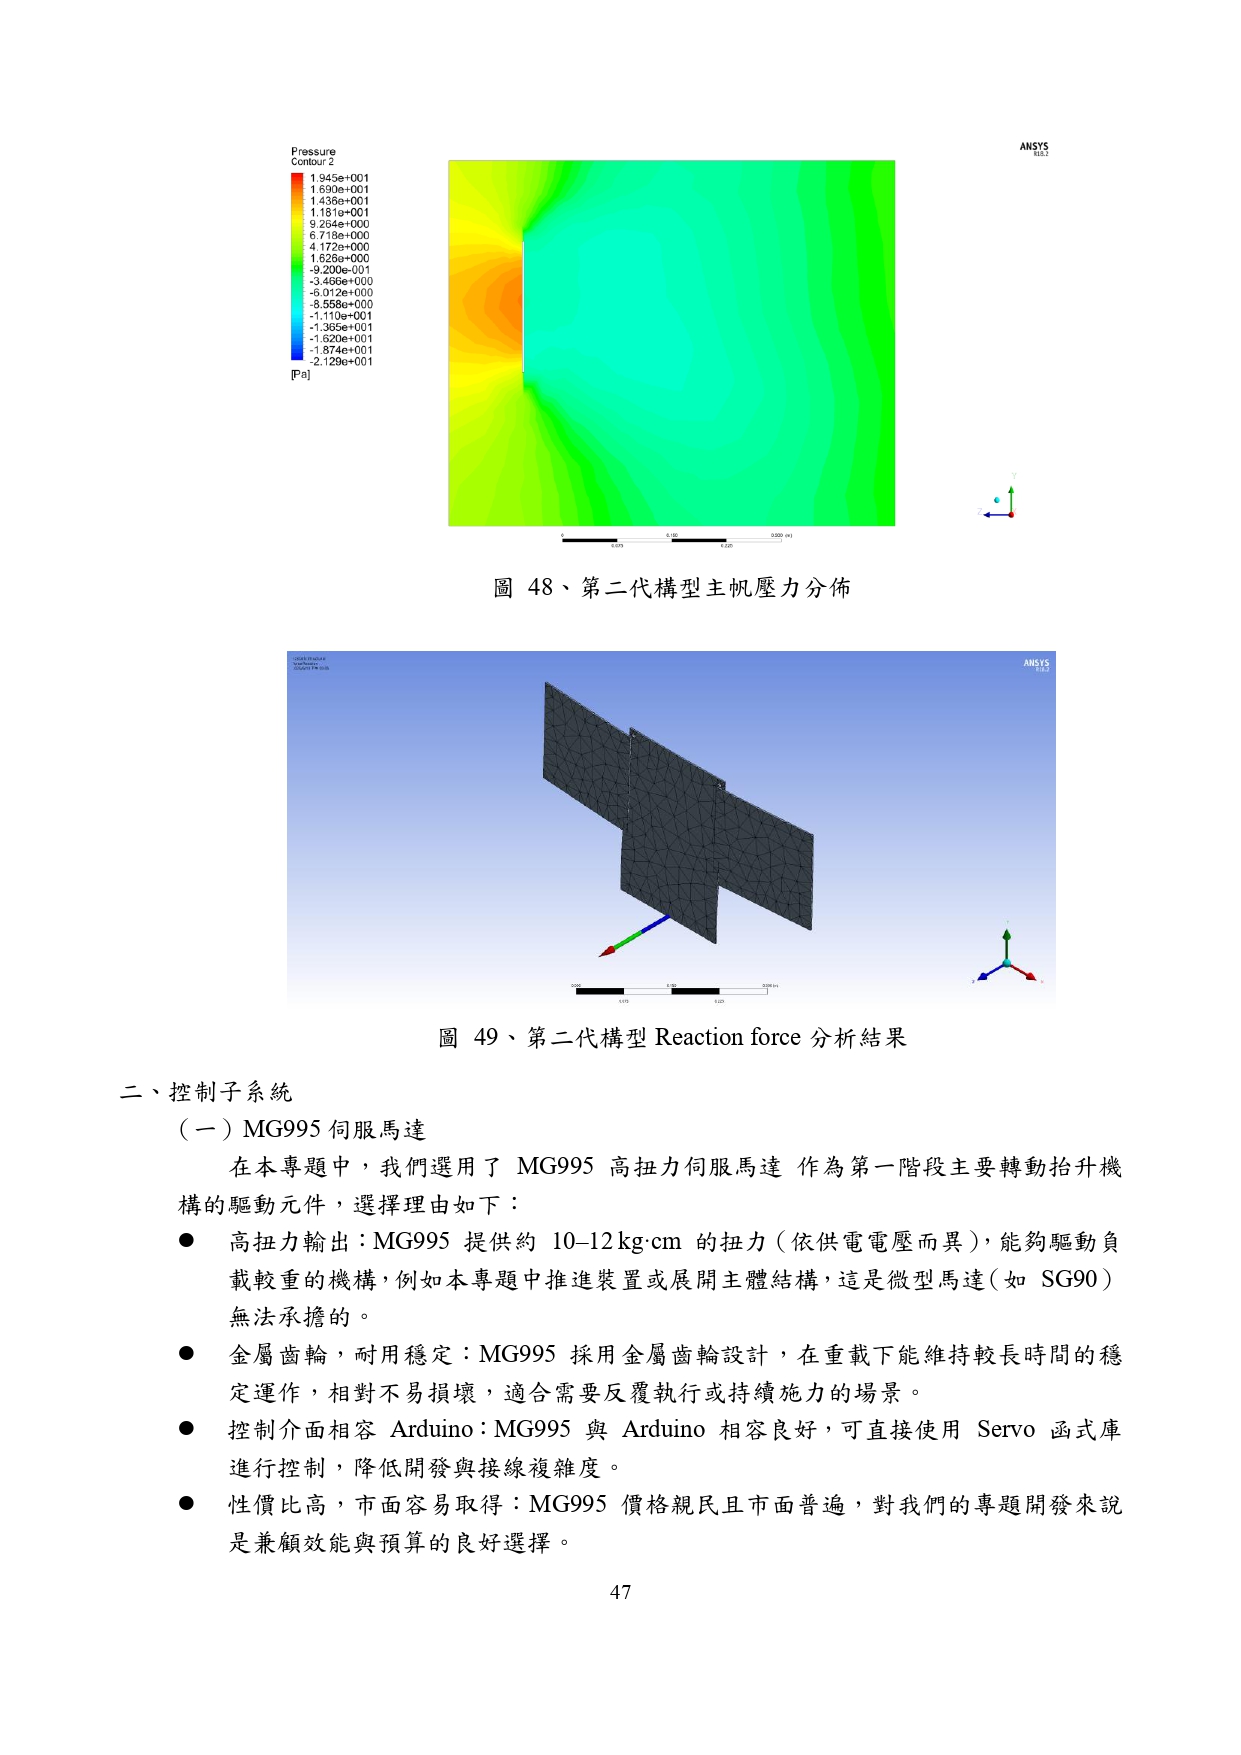 Pressure
Contour 2
ANSYS
R18.2
1.945e+001
1.690e+001
1.436e+001
1.181e+001
9.264e+000
6.718e+000
4.172e+000
1.626e+000
-9.200e-001
-3.466e+000
-6.012e+000
-8.558e+000
-1.110e+001
-1.365e+001
-1.620e+001
-1.874e+001
-2.129e+001
[Pa]
Y
Z
0 0.150 0.300 (m)
0.075 0.225
圖 48、第二代構型主帆壓力分佈
ANSYS
R18.2
0.000 0.150 0.300 (m)
0.075 0.225
圖 49、第二代構型 Reaction force 分析結果
二、控制子系統
（一）MG995 伺服馬達
在本專題中，我們選用了 MG995 高扭力伺服馬達 作為第一階段主要轉動抬升機
構的驅動元件，選擇理由如下：
● 高扭力輸出：MG995 提供約 10–12 kg·cm 的扭力（依供電電壓而異），能夠驅動負
載較重的機構，例如本專題中推進裝置或展開主體結構，這是微型馬達（如 SG90）
無法承擔的。
● 金屬齒輪，耐用穩定：MG995 採用金屬齒輪設計，在重載下能維持較長時間的穩
定運作，相對不易損壞，適合需要反覆執行或持續施力的場景。
● 控制介面相容 Arduino：MG995 與 Arduino 相容良好，可直接使用 Servo 函式庫
進行控制，降低開發與接線複雜度。
● 性價比高，市面容易取得：MG995 價格親民且市面普遍，對我們的專題開發來說
是兼顧效能與預算的良好選擇。
47